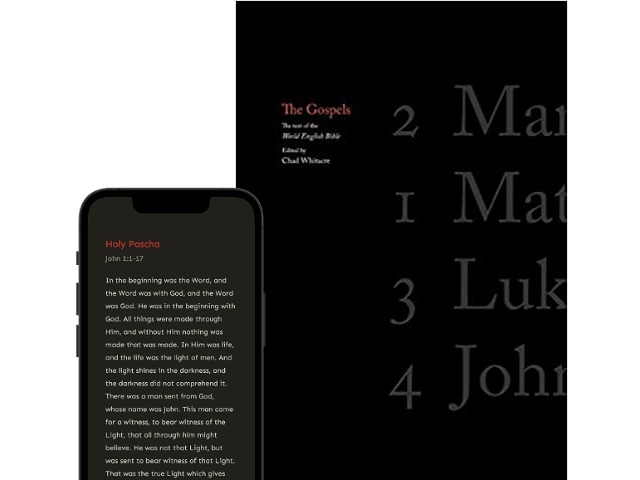 The Gospels
The text of the
World English Bible
Edited by
Chad Whitacre
2 Mar
1 Mat
3 Luk
4 John
Holy Pascha
John 1:1-17
In the beginning was the Word, and
the Word was with God, and the Word
was God. He was in the beginning with
God. All things were made through
Him, and without Him nothing was
made that was made. In Him was life,
and the life was the light of men. And
the light shines in the darkness, and
the darkness did not comprehend it.
There was a man sent from God,
whose name was John. This man came
for a witness, to bear witness of the
Light, that all through him might
believe. He was not that Light, but
was sent to bear witness of that Light.
That was the true Light which gives